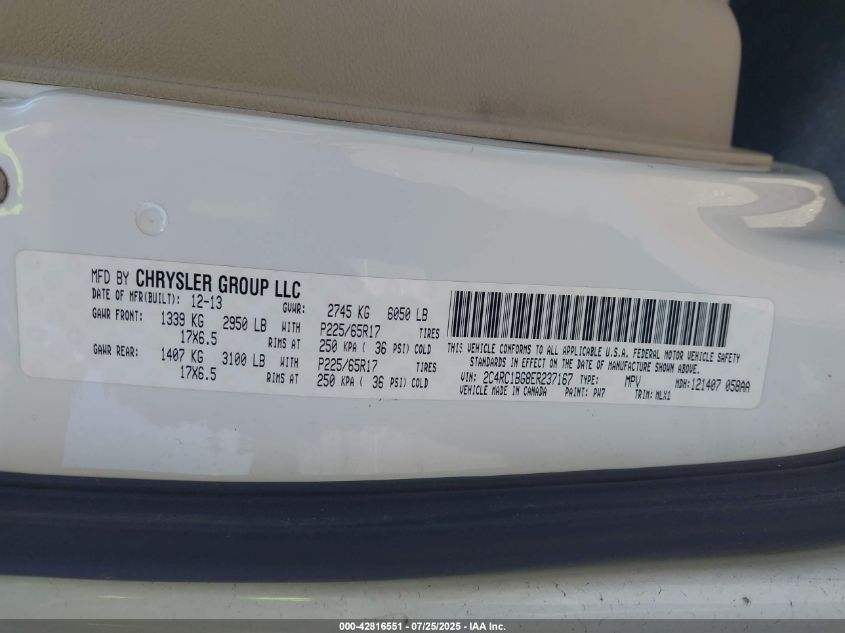 MFD BY CHRYSLER GROUP LLC
DATE OF MFR(BUILT): 12-13 GVWR: 2745 KG 6050 LB
GAWR FRONT: 1339 KG 2950 LB WITH P225/65R17 TIRES
17X6.5 RIMS AT 250 KPA ( 36 PSI) COLD
GAWR REAR: 1407 KG 3100 LB WITH P225/65R17 TIRES
17X6.5 RIMS AT 250 KPA ( 36 PSI) COLD
THIS VEHICLE CONFORMS TO ALL APPLICABLE U.S.A. FEDERAL MOTOR VEHICLE SAFETY
STANDARDS IN EFFECT ON THE DATE OF MANUFACTURE SHOWN ABOVE.
VIN: 2C4RC1BG8ER237167 TYPE: MPV MDH: 121407 058AA
VEHICLE MADE IN CANADA PAINT: PW7 TRIM: MLX1
000-42816551 / 07/25/2025 - IAA Inc.